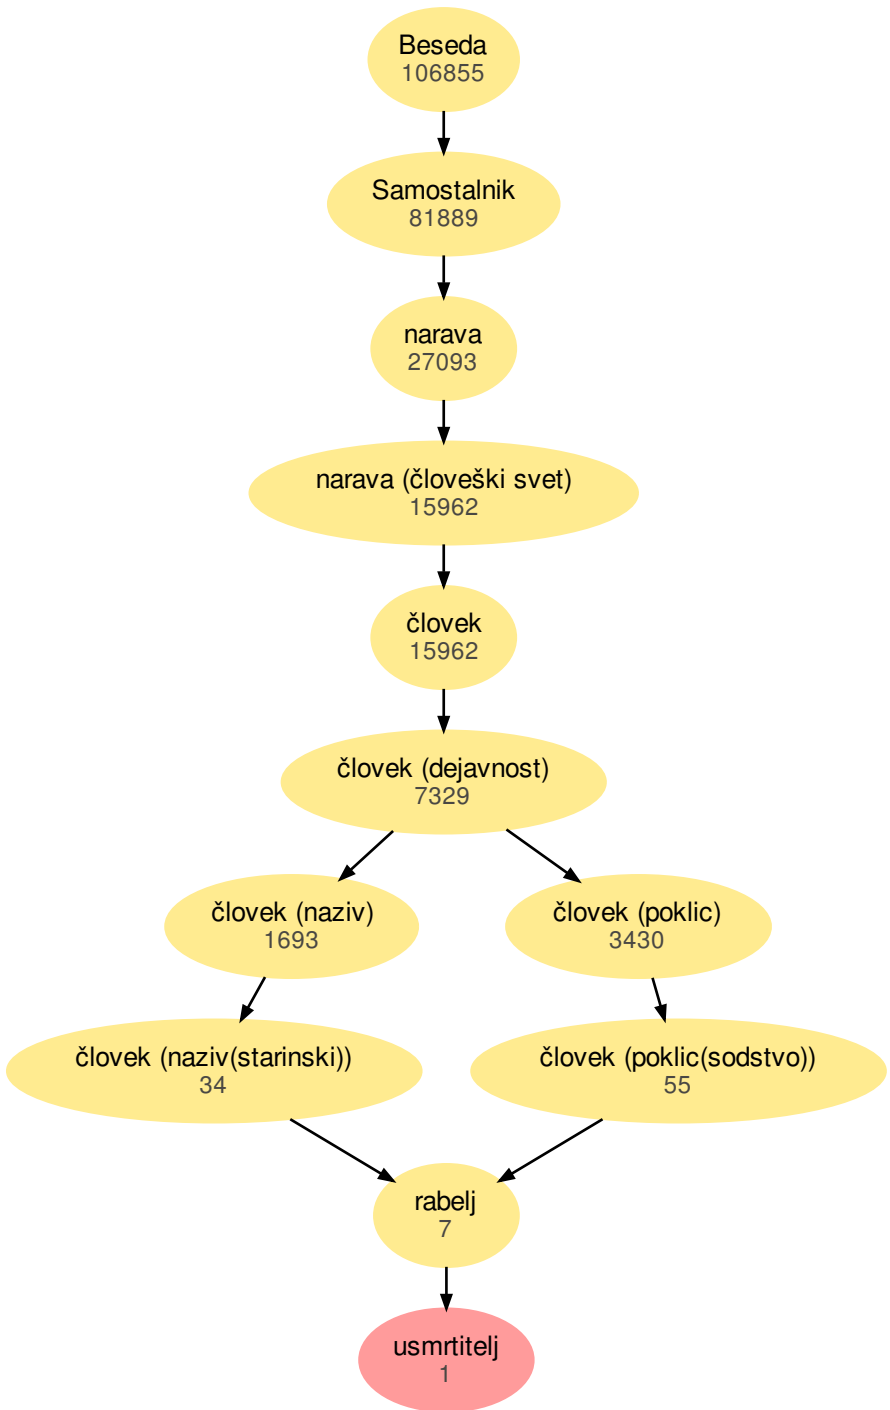 Beseda
106855
Samostalnik
81889
narava
27093
narava (človeški svet)
15962
človek
15962
človek (dejavnost)
7329
človek (naziv)
1693
človek (poklic)
3430
človek (naziv(starinski))
34
človek (poklic(sodstvo))
55
rabelj
7
usmrtitelj
1